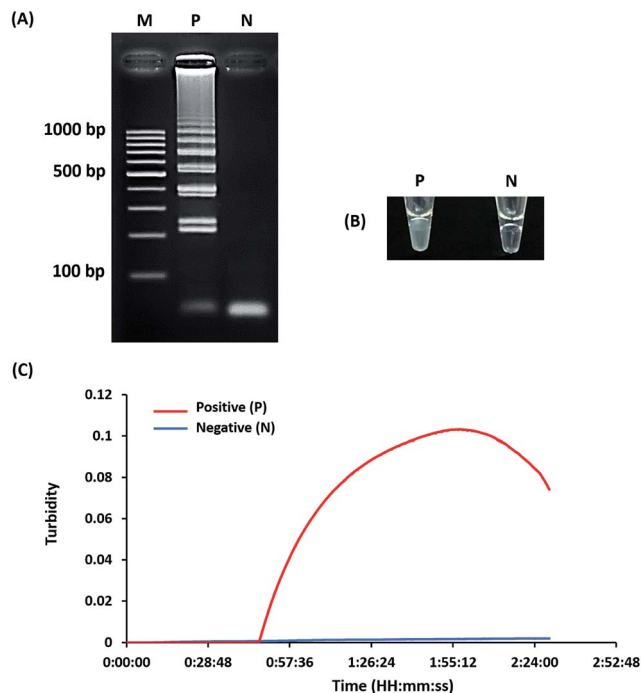 (A)
M P N
1000 bp
500 bp
100 bp
P N
(B)
(C)
0.12
0.1
0.08
0.06
0.04
0.02
0
Turbidity
Positive (P)
Negative (N)
0:00:00 0:28:48 0:57:36 1:26:24 1:55:12 2:24:00 2:52:48
Time (HH:mm:ss)